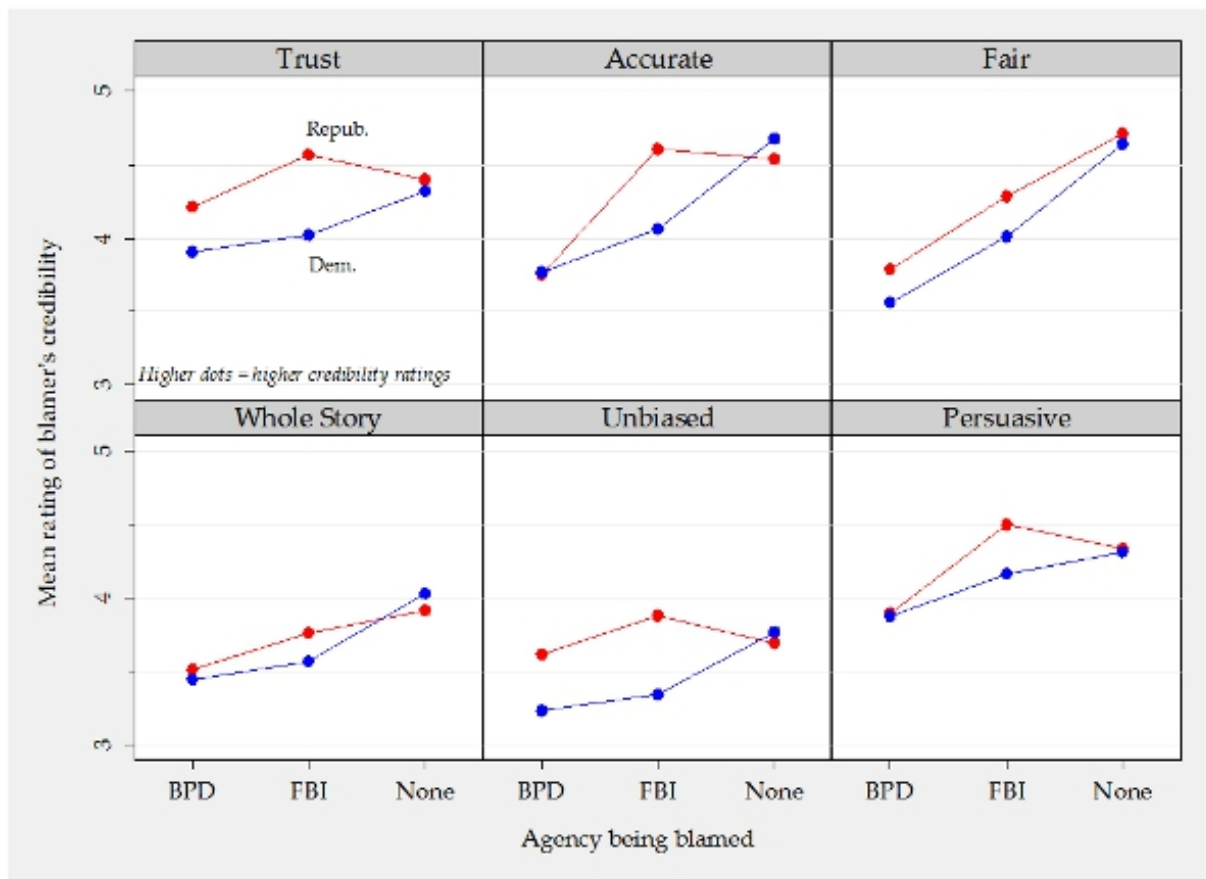 Trust
Accurate
Fair
5
4
3
Repub.
Dem.
Higher dots = higher credibility ratings
Mean rating of blamer's credibility
Whole Story
Unbiased
Persuasive
5
4
3
BPD FBI None
BPD FBI None
BPD FBI None
Agency being blamed